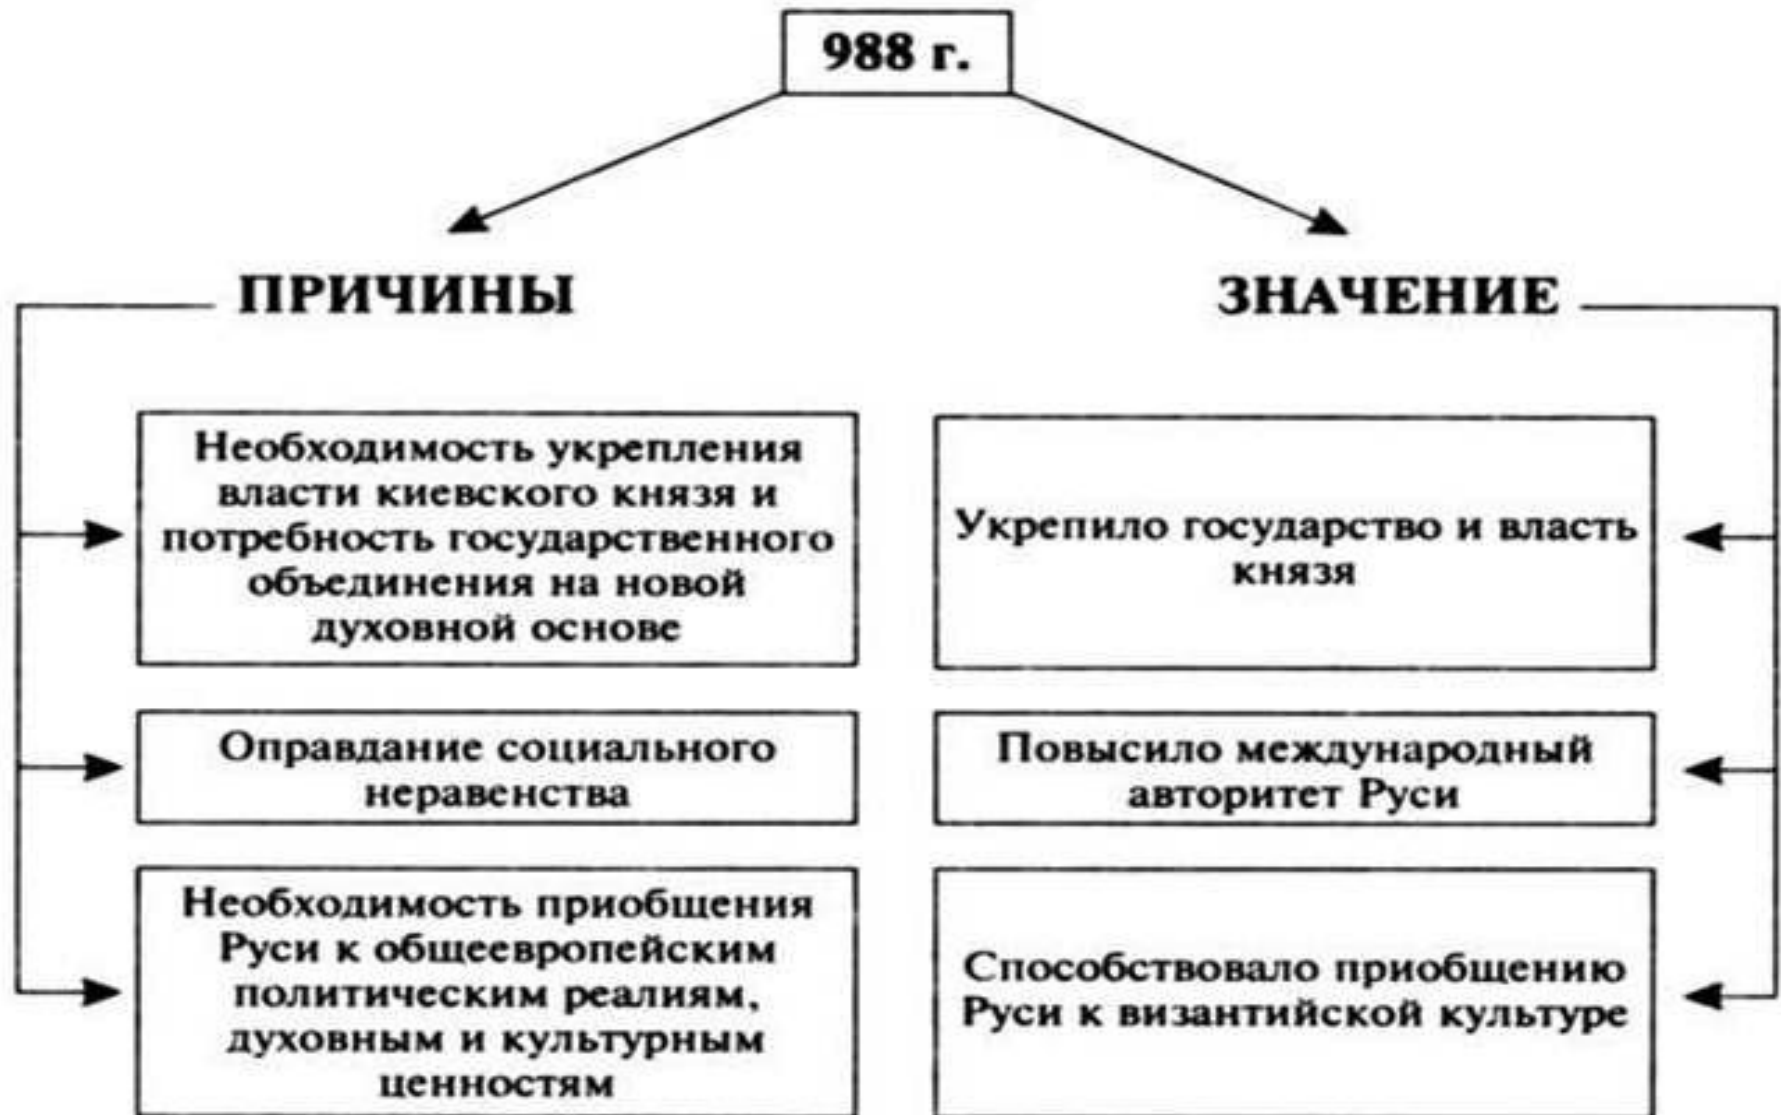 988 г.
ПРИЧИНЫ
Необходимость укрепления
власти киевского князя и
потребность государственного
объединения на новой
духовной основе
Оправдание социального
неравенства
Необходимость приобщения
Руси к общеевропейским
политическим реалиям,
духовным и культурным
ценностям
ЗНАЧЕНИЕ
Укрепило государство и власть
князя
Повысило международный
авторитет Руси
Способствовало приобщению
Руси к византийской культуре